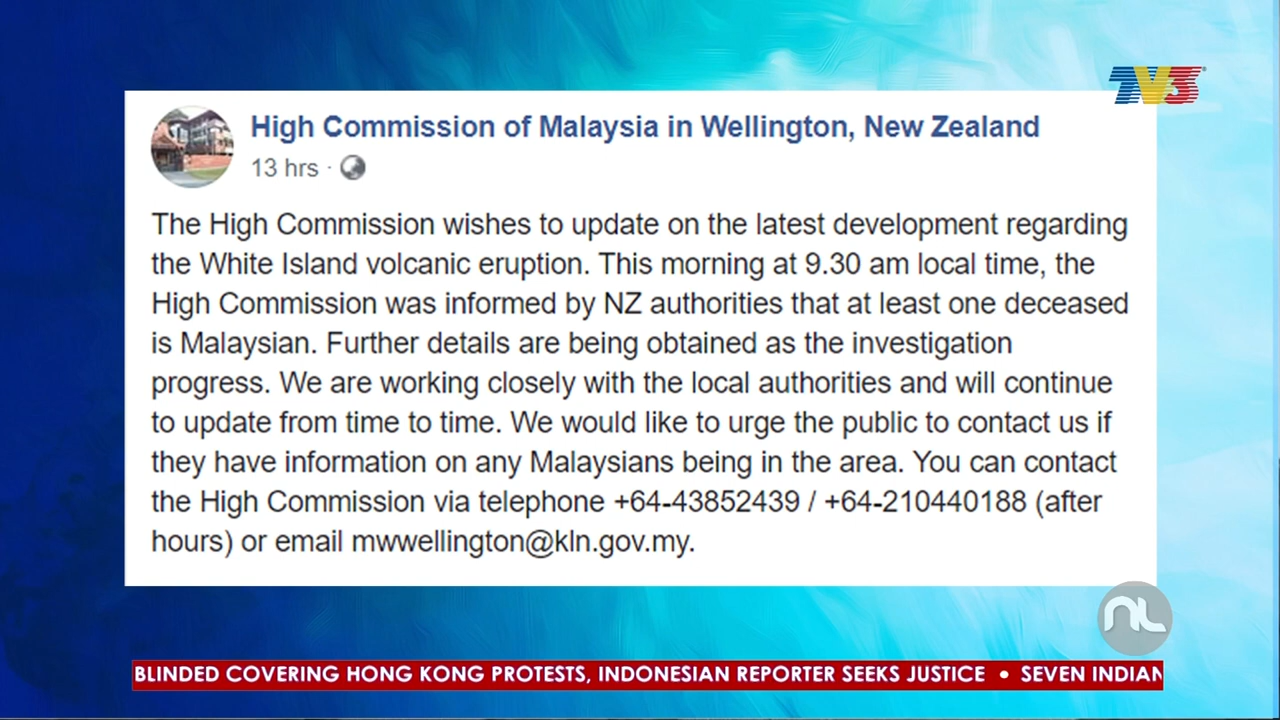 TV3
High Commission of Malaysia in Wellington, New Zealand
13 hrs ·
The High Commission wishes to update on the latest development regarding
the White Island volcanic eruption. This morning at 9.30 am local time, the
High Commission was informed by NZ authorities that at least one deceased
is Malaysian. Further details are being obtained as the investigation
progress. We are working closely with the local authorities and will continue
to update from time to time. We would like to urge the public to contact us if
they have information on any Malaysians being in the area. You can contact
the High Commission via telephone +64-43852439 / +64-210440188 (after
hours) or email mwwellington@kln.gov.my.
NL
BLINDED COVERING HONG KONG PROTESTS, INDONESIAN REPORTER SEEKS JUSTICE • SEVEN INDIAN